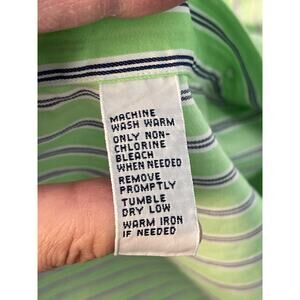 MACHINE
WASH WARM
ONLY NON-
CHLORINE
BLEACH
WHEN NEEDED
REMOVE
PROMPTLY
TUMBLE
DRY LOW
WARM IRON
IF NEEDED